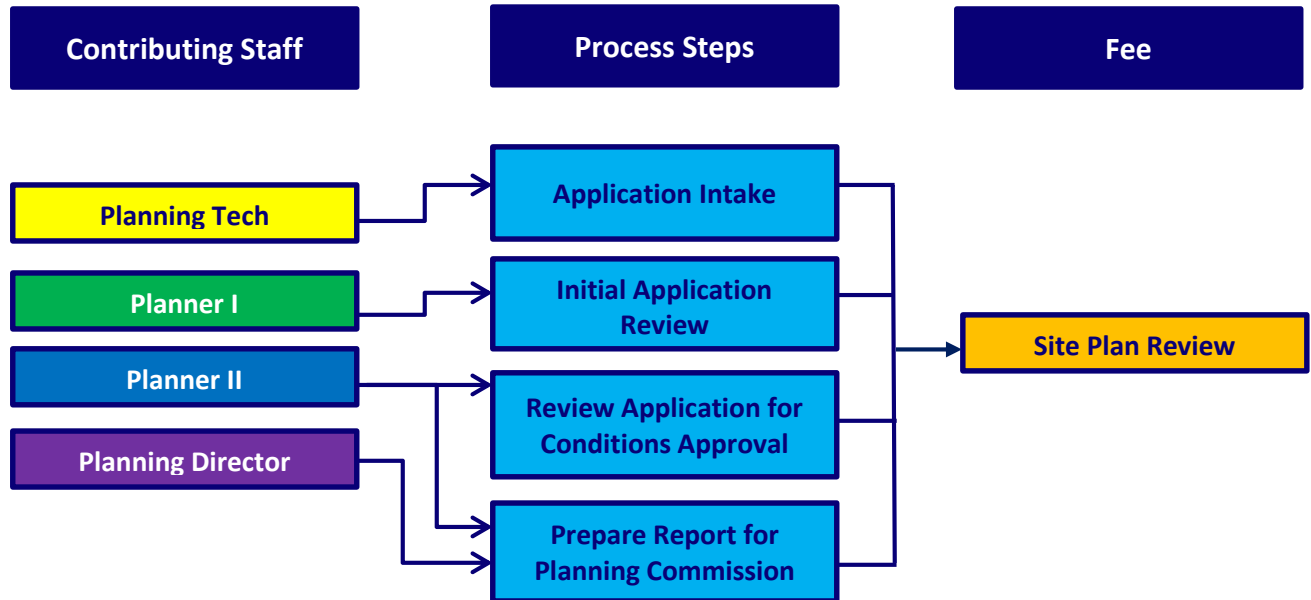 Contributing Staff
Process Steps
Fee
Planning Tech
Application Intake
Planner I
Initial Application
Review
Site Plan Review
Planner II
Review Application for
Conditions Approval
Planning Director
Prepare Report for
Planning Commission